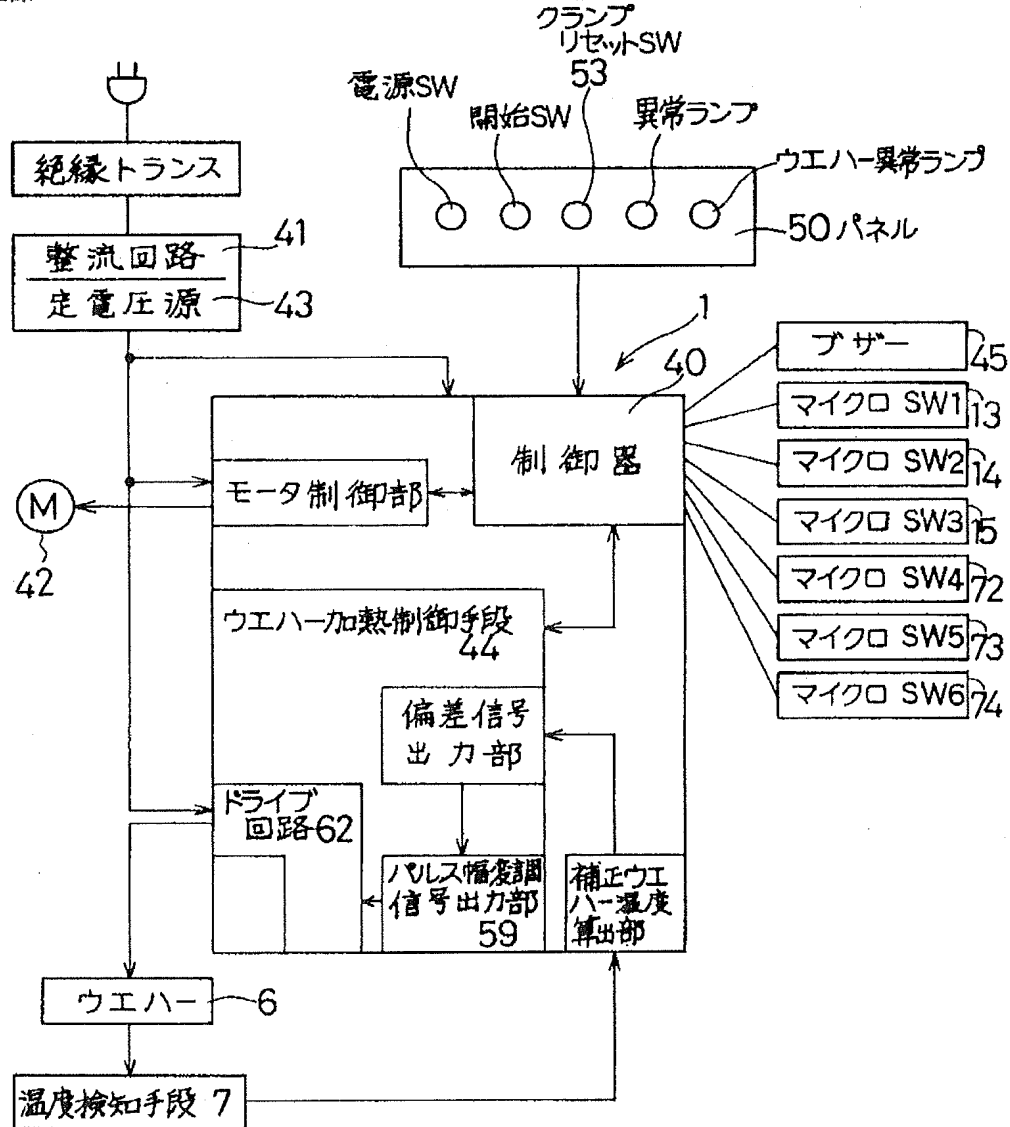 クランプ
リセットSW
53
電源SW
開始SW
異常ランプ
ウエハー異常ランプ
絶縁トランス
50 パネル
整流回路
41
定電圧源
43
1
40
ブザー
45
マイクロ SW1
13
制御器
マイクロ SW2
14
モータ制御部
M
マイクロ SW3
15
42
マイクロ SW4
72
ウエハー加熱制御手段
44
マイクロ SW5
73
マイクロ SW6
74
偏差信号
出力部
ドライブ
回路62
パルス幅変調
信号出力部
59
補正ウエ
ハー温度
算出部
ウエハー
6
温度検知手段 7